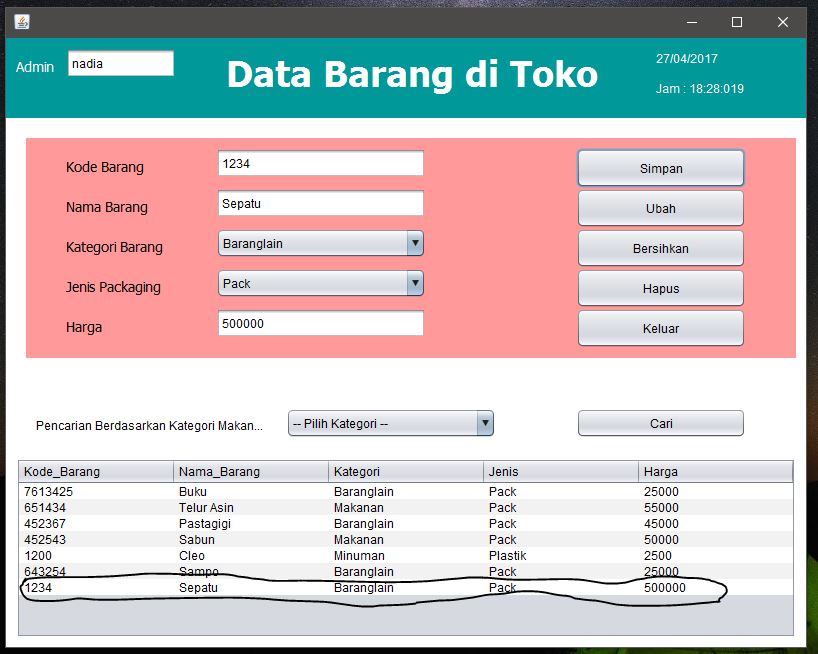 Admin nadia Data Barang di Toko 27/04/2017
Jam : 18:28:019
Kode Barang 1234 Simpan
Nama Barang Sepatu Ubah
Kategori Barang Baranglain Bersihkan
Jenis Packaging Pack Hapus
Harga 500000 Keluar
Pencarian Berdasarkan Kategori Makan... -- Pilih Kategori -- Cari
Kode_Barang Nama_Barang Kategori Jenis Harga
7613425 Buku Baranglain Pack 25000
651434 Telur Asin Makanan Pack 55000
452367 Pastagigi Baranglain Pack 45000
452543 Sabun Makanan Pack 50000
1200 Cleo Minuman Plastik 2500
643254 Sampo Baranglain Pack 25000
1234 Sepatu Baranglain Pack 500000